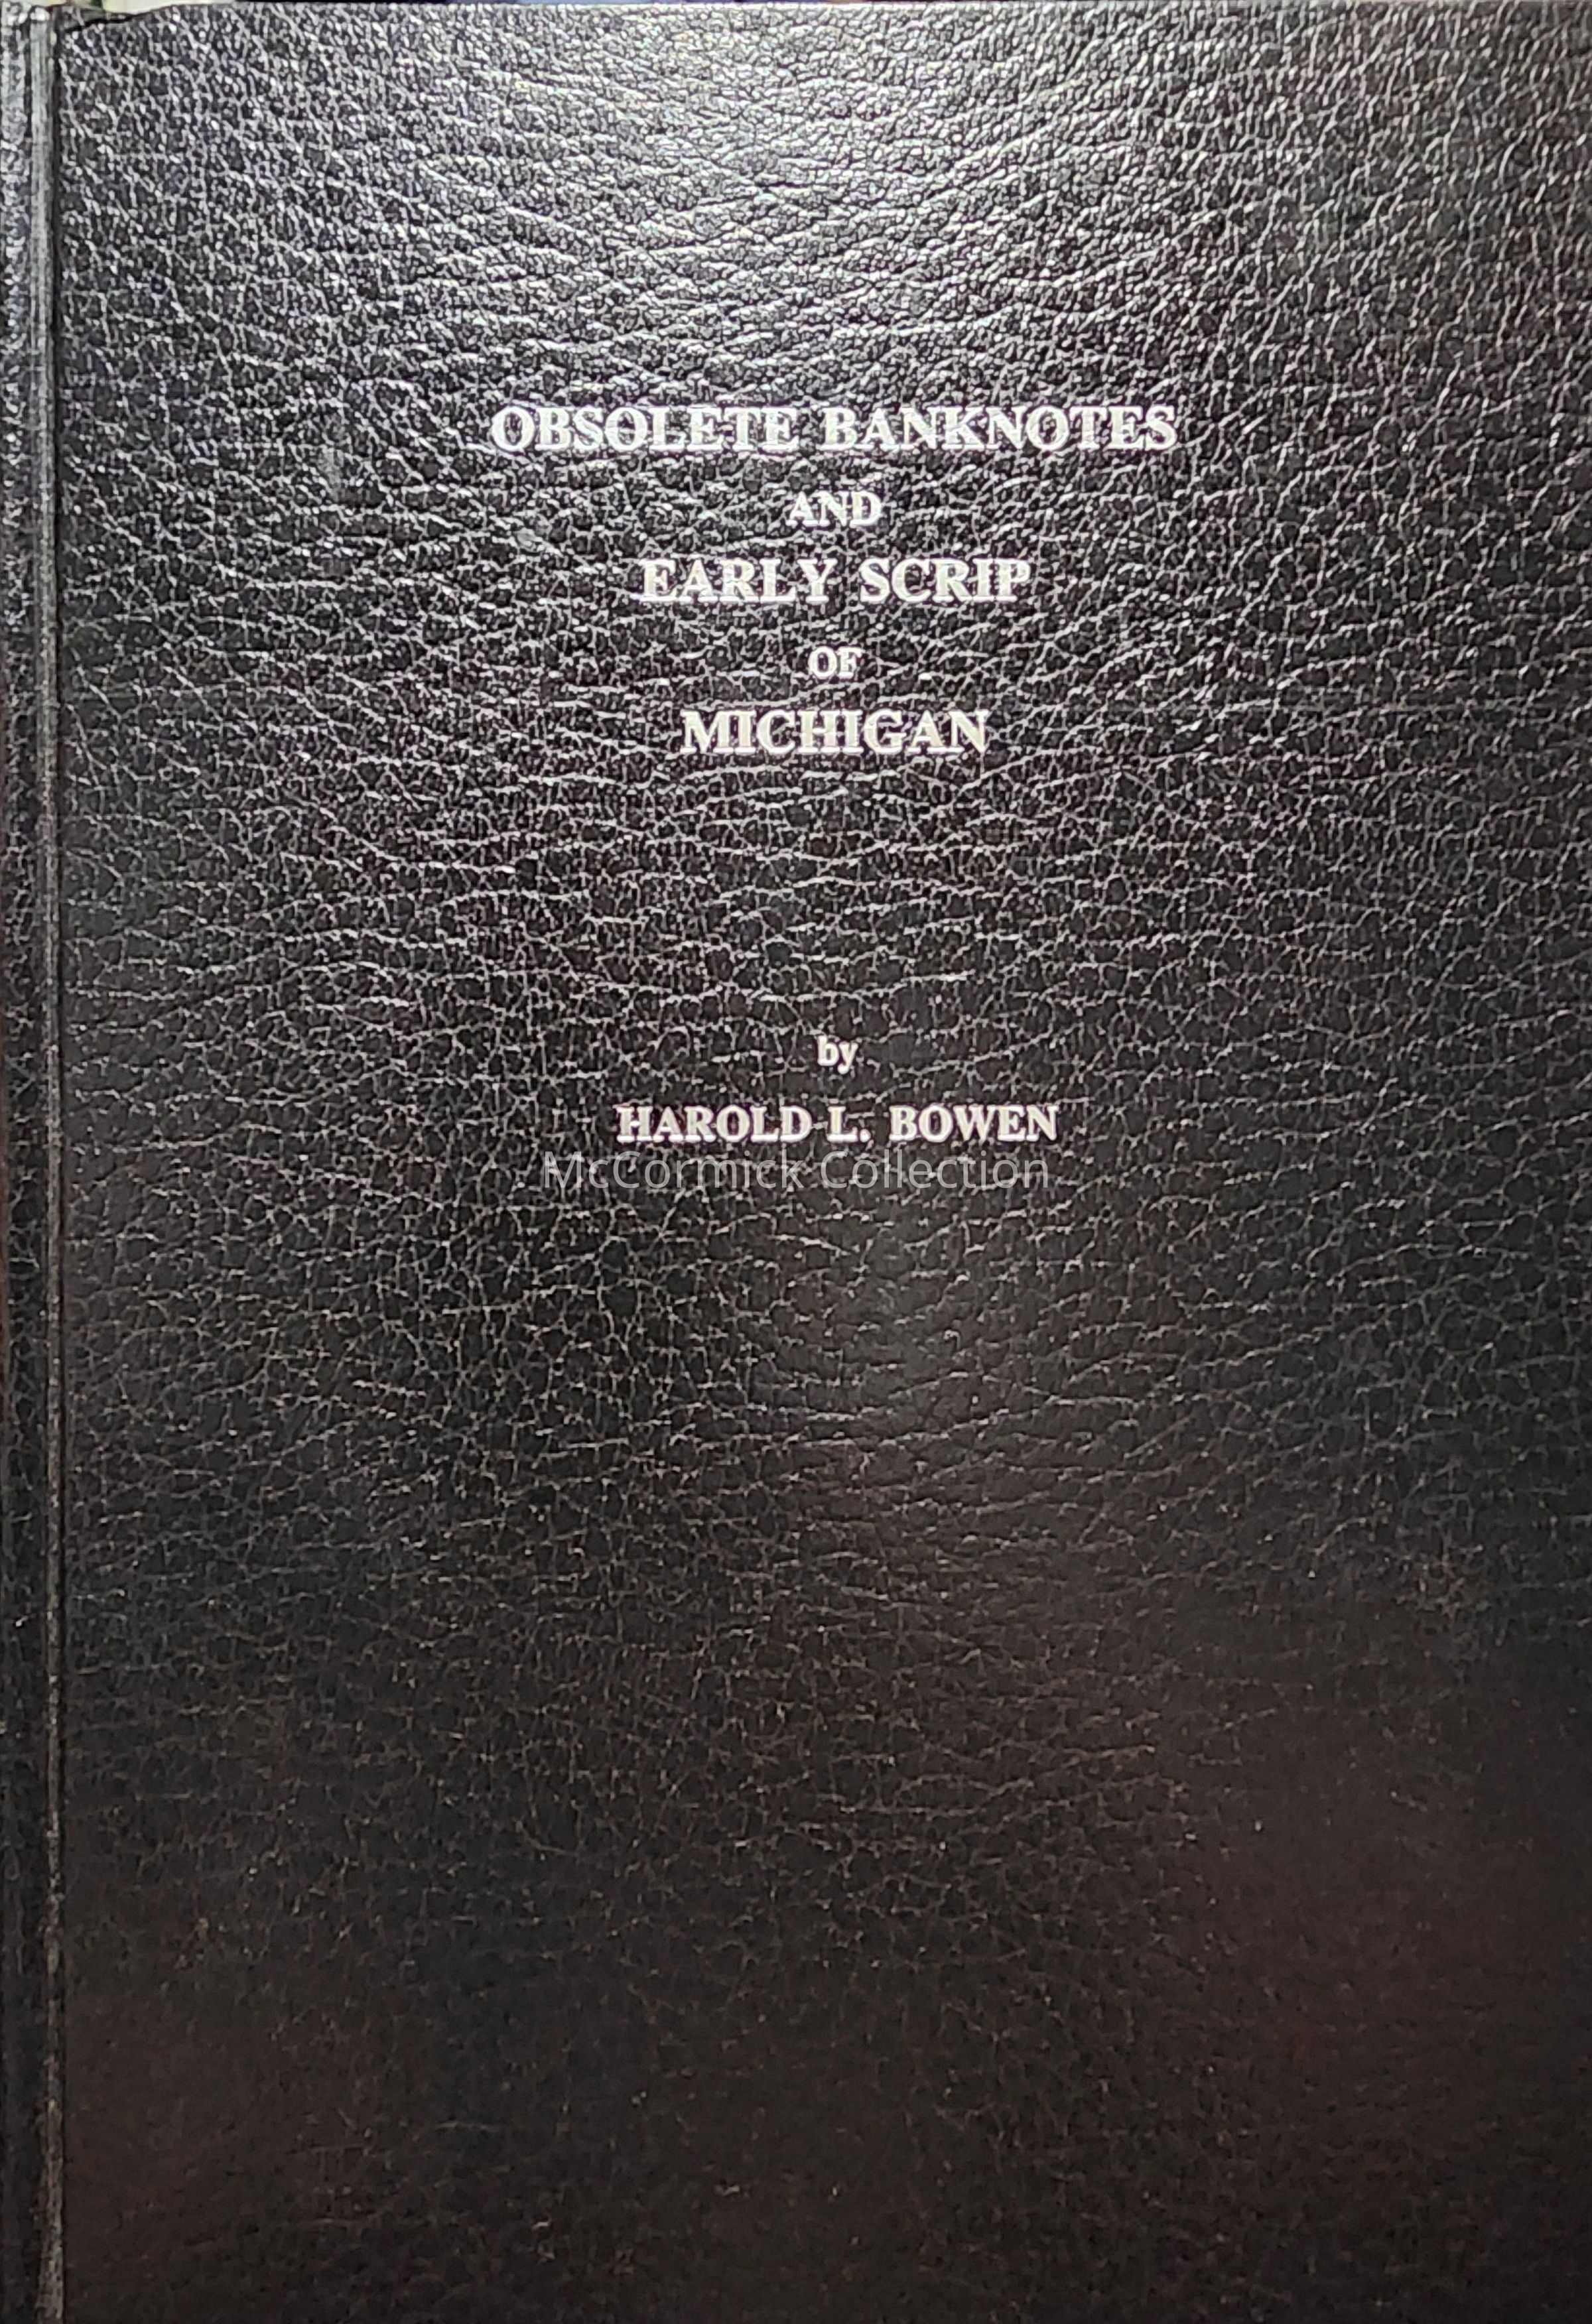 OBSOLETE BANKNOTES
AND
EARLY SCRIP
OF
MICHIGAN
by
HAROLD L. BOWEN
McCormick Collection